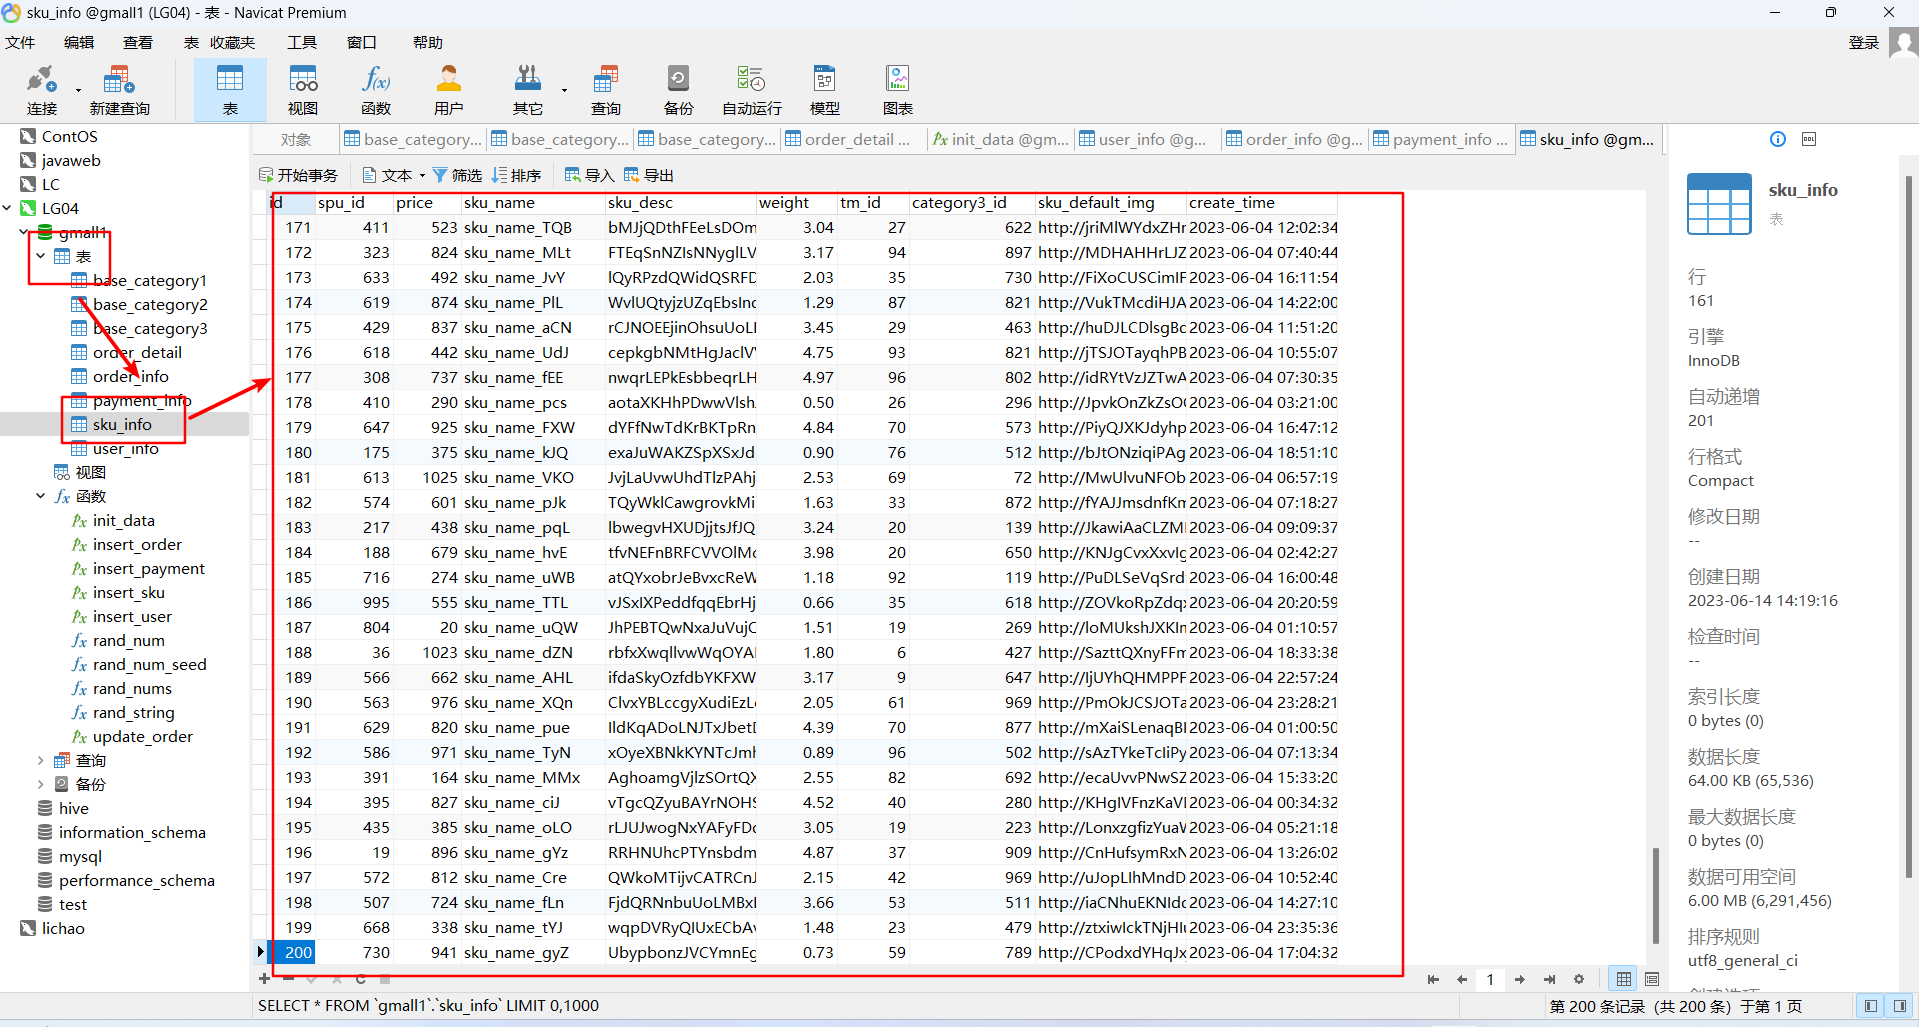 sku_info @gmall1 (LG04) - 表 - Navicat Premium
文件 编辑 查看 表 收藏夹 工具 窗口 帮助 登录
连接 新建查询 表 视图 函数 用户 其它 查询 备份 自动运行 模型 图表
对象 base_category... base_category... base_category... order_detail ... init_data @gm... user_info @g... order_info @g... payment_info ... sku_info @gm...
开始事务 文本 筛选 排序 导入 导出
ContOS
javaweb
LC
LG04
gmall1
表
base_category1
base_category2
base_category3
order_detail
order_info
payment_info
sku_info
user_info
视图
函数
init_data
insert_order
insert_payment
insert_sku
insert_user
rand_num
rand_num_seed
rand_nums
rand_string
update_order
查询
备份
hive
information_schema
mysql
performance_schema
test
lichao
id spu_id price sku_name sku_desc weight tm_id category3_id sku_default_img create_time
171 411 523 sku_name_TQB bMJjQDthFEeLsDOm 3.04 27 622 http://jriMlWYdxZHr 2023-06-04 12:02:34
172 323 824 sku_name_MLt FTEqSnNZIsNNyglLV 3.17 94 897 http://MDHAHHrLJZ 2023-06-04 07:40:44
173 633 492 sku_name_JvY lQyRPzdQWidQSRFD 2.03 35 730 http://FiXoCUSCimIF 2023-06-04 16:11:54
174 619 874 sku_name_PlL WvlUQtyjzUZqEbsInc 1.29 87 821 http://VukTMcdiHJA 2023-06-04 14:22:00
175 429 837 sku_name_aCN rCJNOEEjinOhsuUoLl 3.45 29 463 http://huDJLCDlsgBc 2023-06-04 11:51:20
176 618 442 sku_name_UdJ cepkgbNMtHgJaclV 4.75 93 821 http://jTSJOTayqhPB 2023-06-04 10:55:07
177 308 737 sku_name_fEE nwqrLEPkEsbbeqrLH 4.97 96 802 http://idRYtVzJZTwA 2023-06-04 07:30:35
178 410 290 sku_name_pcs aotaXKHhPDwwVlsh 0.50 26 296 http://JpvkOnZkZsO 2023-06-04 03:21:00
179 647 925 sku_name_FXW dYFfNwTdKrBKTpRn 4.84 70 573 http://PiyQJXKJdyhp 2023-06-04 16:47:12
180 175 375 sku_name_kJQ exaJuWAKZSpXSxJd 0.90 76 512 http://bJtONziqiPAg 2023-06-04 18:51:10
181 613 1025 sku_name_VKO JvjLaUvwUhdTlzPAhj 2.53 69 72 http://MwUlvuNFOb 2023-06-04 06:57:19
182 574 601 sku_name_pJk TQyWklCawgrovkMi 1.63 33 872 http://fYAJJmsdnfKm 2023-06-04 07:18:27
183 217 438 sku_name_pqL lbwegvHXUDjjtsJfJQ 3.24 20 139 http://JkawiAaCLZM 2023-06-04 09:09:37
184 188 679 sku_name_hvE tfvNEFnBRFCVVOlMc 3.98 20 650 http://KNJgCvxXxvIg 2023-06-04 02:42:27
185 716 274 sku_name_uWB atQYxobrJeBvxcReW 1.18 92 119 http://PuDLSeVqSrd 2023-06-04 16:00:48
186 995 555 sku_name_TTL vJSxIXPeddfqqEbrHj 0.66 35 618 http://ZOVkoRpZdqx 2023-06-04 20:20:59
187 804 20 sku_name_uQW JhPEBTQwNxaJuVujC 1.51 19 269 http://loMUkshJXKIn 2023-06-04 01:10:57
188 36 1023 sku_name_dZN rbfxXwqllvwWqOYA 1.80 6 427 http://SazttQXnyFFm 2023-06-04 18:33:38
189 566 662 sku_name_AHL ifdaSkyOzfdbYKFXW 3.17 9 647 http://IjUYhQHMPPF 2023-06-04 22:57:24
190 563 976 sku_name_XQn ClvxYBLccgyXudiEzL 2.05 61 969 http://PmOkJCSJOTa 2023-06-04 23:28:21
191 629 820 sku_name_pue IldKqADoLNJTxJbetD 4.39 70 877 http://mXaiSLenaqBl 2023-06-04 01:00:50
192 586 971 sku_name_TyN xOyeXBNkKYNTcJmh 0.89 96 502 http://sAzTYkeTcIiPy 2023-06-04 07:13:34
193 391 164 sku_name_MMx AghoamgVjlzSOrtQX 2.55 82 692 http://ecaUvvPNwSZ 2023-06-04 15:33:20
194 395 827 sku_name_ciJ vTgcQZyuBAYrNOHS 4.52 40 280 http://KHgIVFnzKaVl 2023-06-04 00:34:32
195 435 385 sku_name_oLO rLJUJwogNxYAFyFDc 3.05 19 223 http://LonxzgfizYuaV 2023-06-04 05:21:18
196 19 896 sku_name_gYz RRHNUhcPTYnsbdm 4.87 37 909 http://CnHufsymRxN 2023-06-04 13:26:02
197 572 812 sku_name_Cre QWkoMTijvCATRCnJ 2.15 42 969 http://uJopLIhMndD 2023-06-04 10:52:40
198 507 724 sku_name_fLn FjdQRNnbuUoLMBxl 3.66 53 511 http://iaCNhuEKNIdc 2023-06-04 14:27:10
199 668 338 sku_name_tYJ wqpDVRyQIUxECbAv 1.48 23 479 http://ztxiwIckTNjHIu 2023-06-04 23:35:36
200 730 941 sku_name_gyZ UbypbonzJVCYmnEg 0.73 59 789 http://CPodxdYHqJx 2023-06-04 17:04:32
1
SELECT * FROM `gmall1`.`sku_info` LIMIT 0,1000
第 200 条记录 (共 200 条) 于第 1 页
DDL
sku_info
表
行
161
引擎
InnoDB
自动递增
201
行格式
Compact
修改日期
--
创建日期
2023-06-14 14:19:16
检查时间
--
索引长度
0 bytes (0)
数据长度
64.00 KB (65,536)
最大数据长度
0 bytes (0)
数据可用空间
6.00 MB (6,291,456)
排序规则
utf8_general_ci